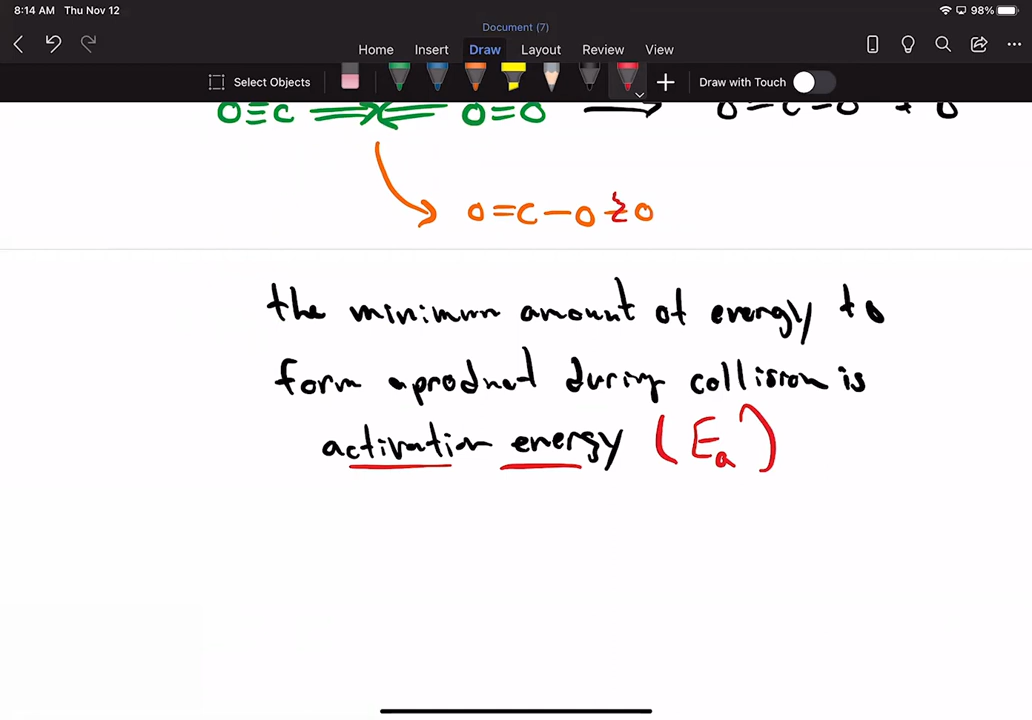 8:14 AM Thu Nov 12 98%
Document (7)
Home Insert Draw Layout Review View
Select Objects Draw with Touch
O≡C O=O → O=C=O + O
O=C-O-O
the minimum amount of energy to
form a product during collision is
activation energy (Ea)